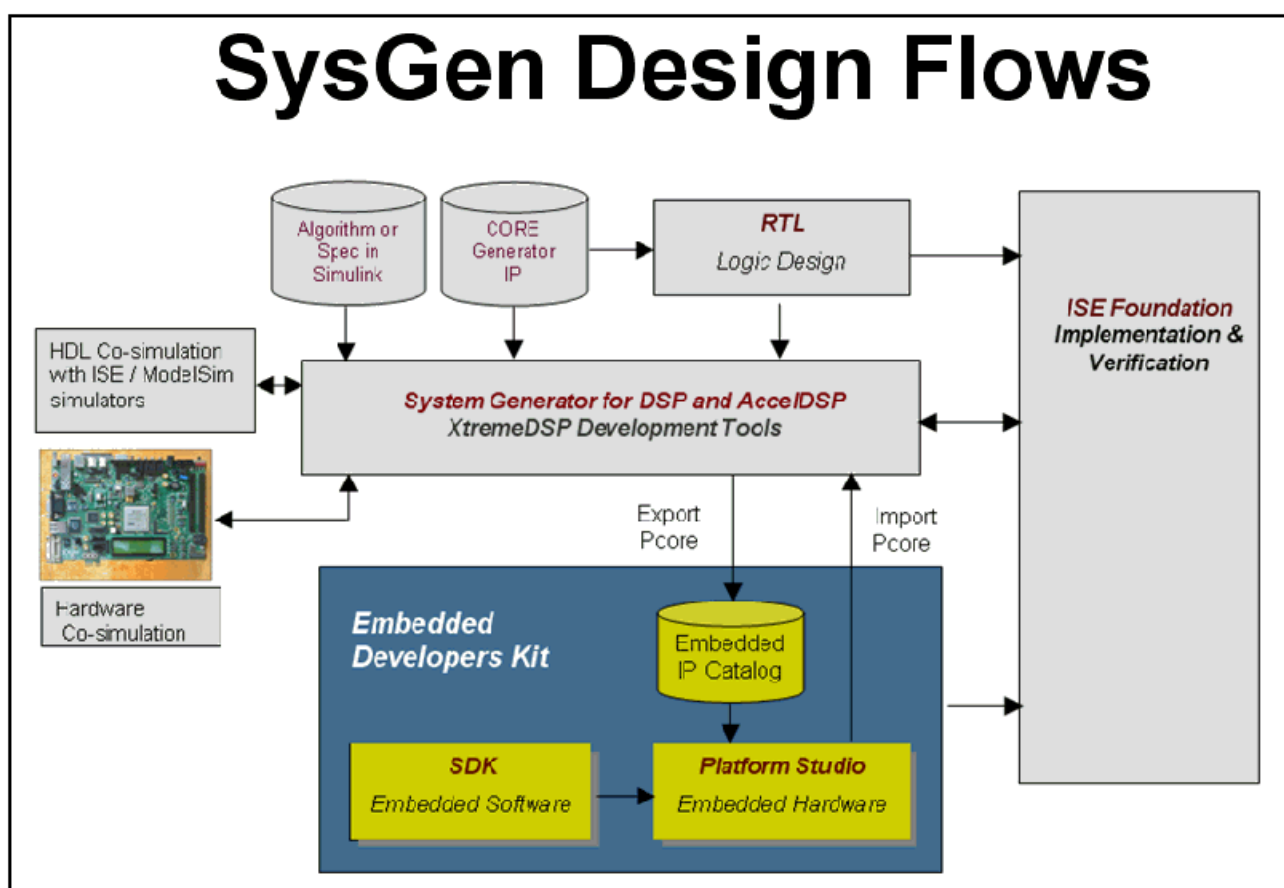 SysGen Design Flows
Algorithm or
Spec in
Simulink
CORE
Generator
IP
RTL
Logic Design
ISE Foundation
Implementation &
Verification
HDL Co-simulation
wth ISE / ModelSim
simulators
System Generator for DSP and AccelDSP
XtremeDSP Development Tools
Export
Pcore
Import
Pcore
Hardware
Co-simulation
Embedded
Developers Kit
Embedded
IP Catalog
SDK
Embedded Software
Platform Studio
Embedded Hardware